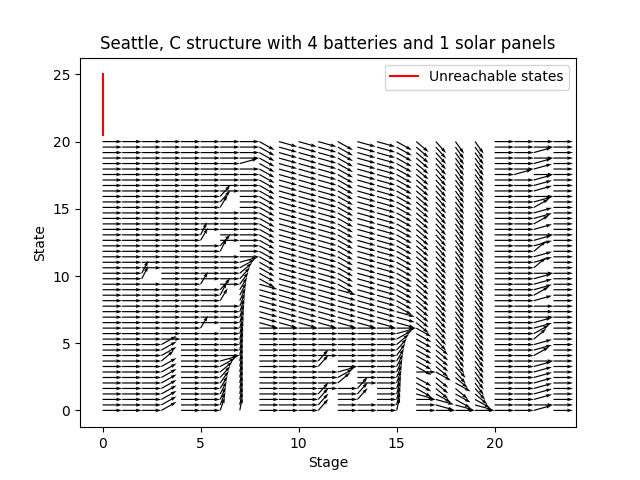 Seattle, C structure with 4 batteries and 1 solar panels
Unreachable states
25
20
15
10
5
0
State
0 5 10 15 20
Stage